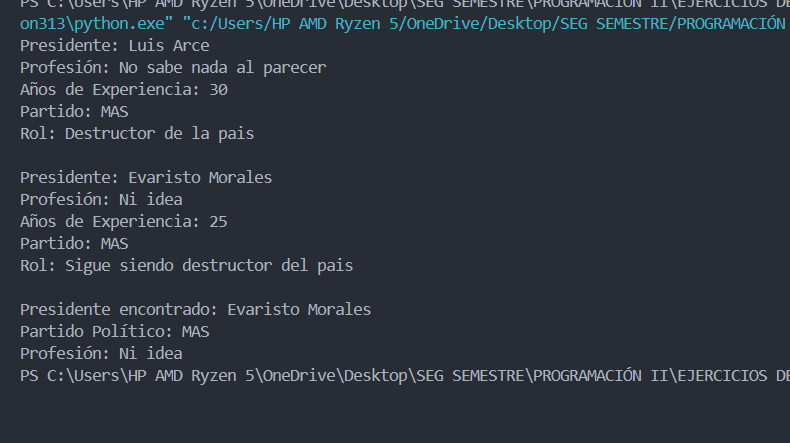 PS C:\Users\HP AMD Ryzen 5\OneDrive\Desktop\SEG SEMESTRE\PROGRAMACIÓN II\EJERCICIOS DE
on313\python.exe" "c:/Users/HP AMD Ryzen 5/OneDrive/Desktop/SEG SEMESTRE/PROGRAMACIÓN
Presidente: Luis Arce
Profesión: No sabe nada al parecer
Años de Experiencia: 30
Partido: MAS
Rol: Destructor de la pais
Presidente: Evaristo Morales
Profesión: Ni idea
Años de Experiencia: 25
Partido: MAS
Rol: Sigue siendo destructor del pais
Presidente encontrado: Evaristo Morales
Partido Político: MAS
Profesión: Ni idea
PS C:\Users\HP AMD Ryzen 5\OneDrive\Desktop\SEG SEMESTRE\PROGRAMACIÓN II\EJERCICIOS DE